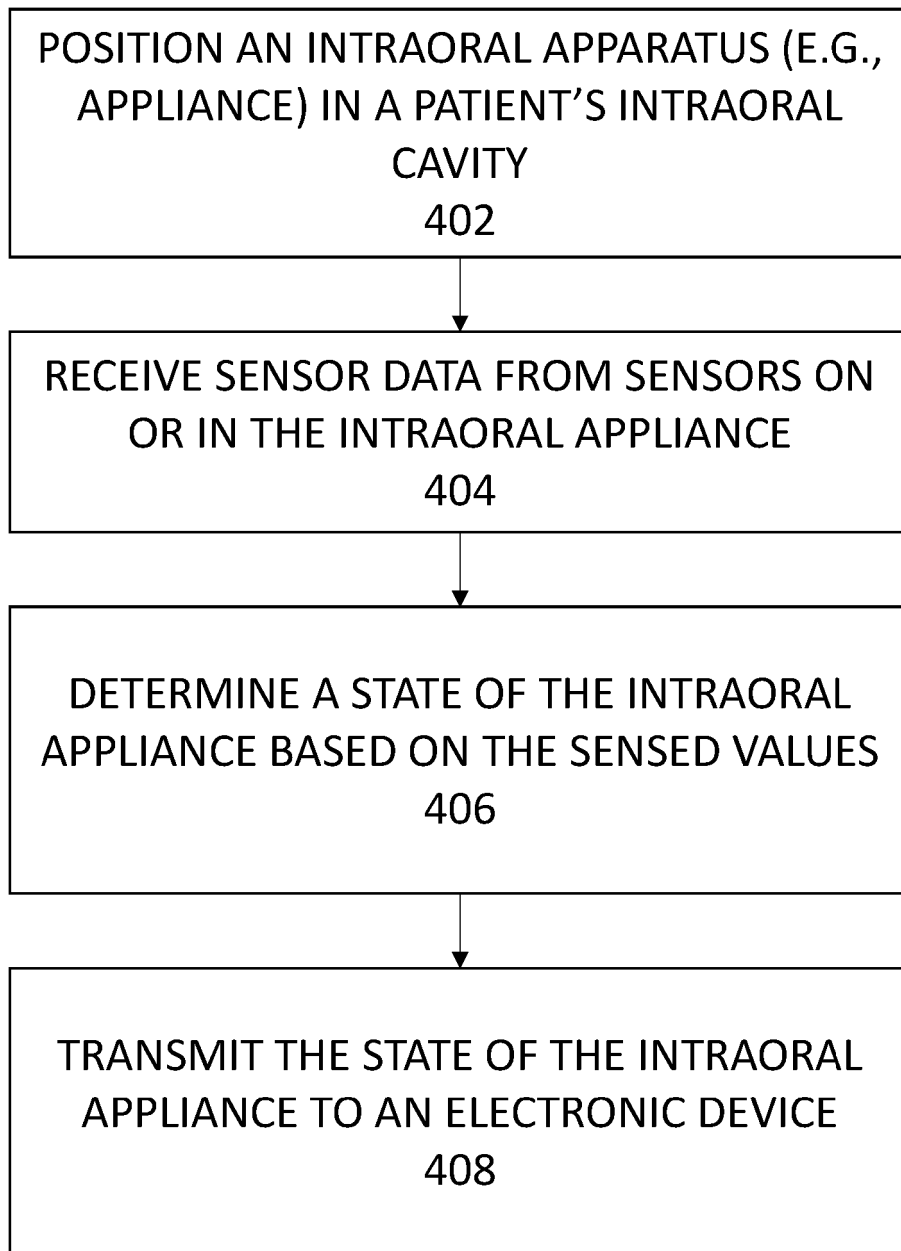 POSITION AN INTRAORAL APPARATUS (E.G.,
APPLIANCE) IN A PATIENT’S INTRAORAL
CAVITY
402
RECEIVE SENSOR DATA FROM SENSORS ON
OR IN THE INTRAORAL APPLIANCE
404
DETERMINE A STATE OF THE INTRAORAL
APPLIANCE BASED ON THE SENSED VALUES
406
TRANSMIT THE STATE OF THE INTRAORAL
APPLIANCE TO AN ELECTRONIC DEVICE
408